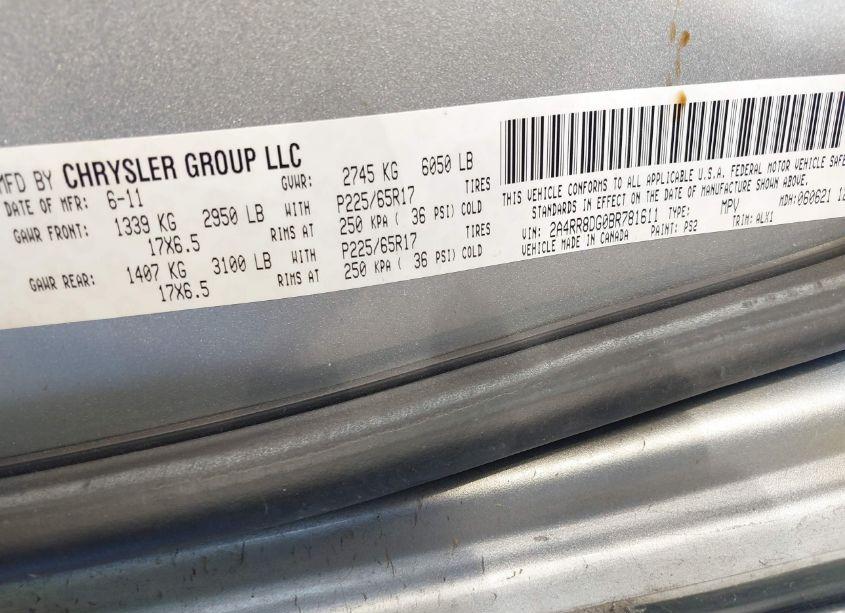 MFD BY CHRYSLER GROUP LLC
DATE OF MFR: 6-11 GVWR: 2745 KG 6050 LB
GAWR FRONT: 1339 KG 2950 LB WITH P225/65R17 TIRES
17X6.5 RIMS AT 250 KPA ( 36 PSI) COLD
GAWR REAR: 1407 KG 3100 LB WITH P225/65R17 TIRES
17X6.5 RIMS AT 250 KPA ( 36 PSI) COLD
THIS VEHICLE CONFORMS TO ALL APPLICABLE U.S.A. FEDERAL MOTOR VEHICLE
STANDARDS IN EFFECT ON THE DATE OF MANUFACTURE SHOWN ABOVE.
VIN: 2A4RR8DG0BR781611 TYPE: MPV MDH:060621
VEHICLE MADE IN CANADA PAINT: PS2 TRIM: ALX1